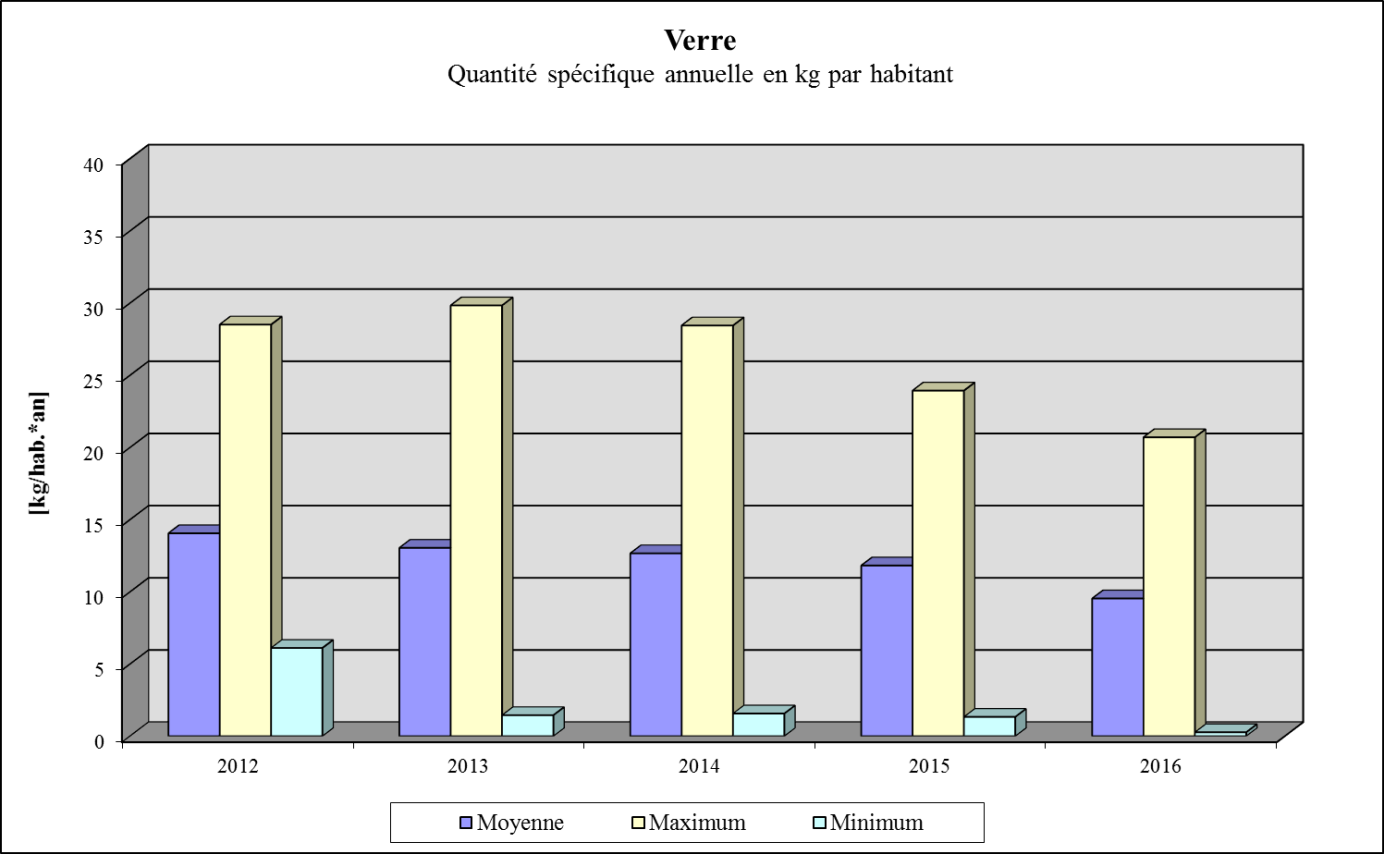 Verre
Quantité spécifique annuelle en kg par habitant
[kg/hab.*an]
40
35
30
25
20
15
10
5
0
2012 2013 2014 2015 2016
Moyenne Maximum Minimum